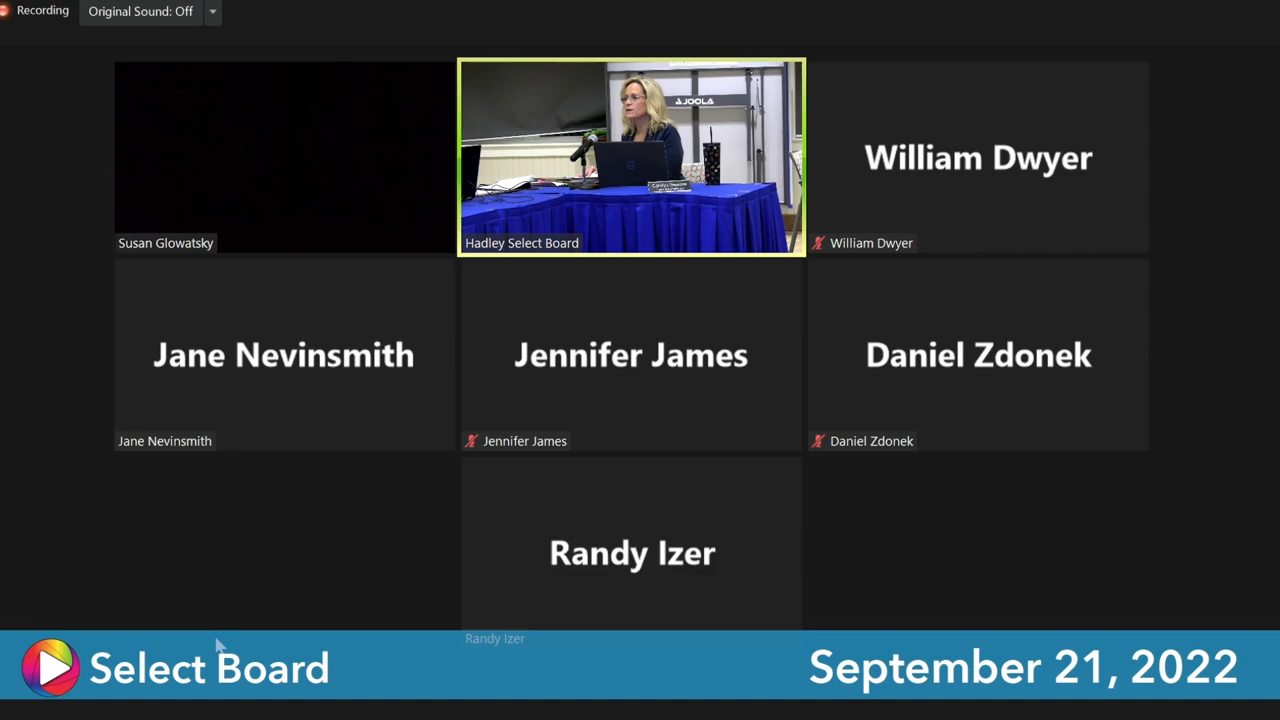 Recording
Original Sound: Off
JOOLA
Susan Glowatsky
Hadley Select Board
William Dwyer
William Dwyer
Jane Nevinsmith
Jennifer James
Daniel Zdonek
Jane Nevinsmith
Jennifer James
Daniel Zdonek
Randy Izer
Randy Izer
Select Board
September 21, 2022